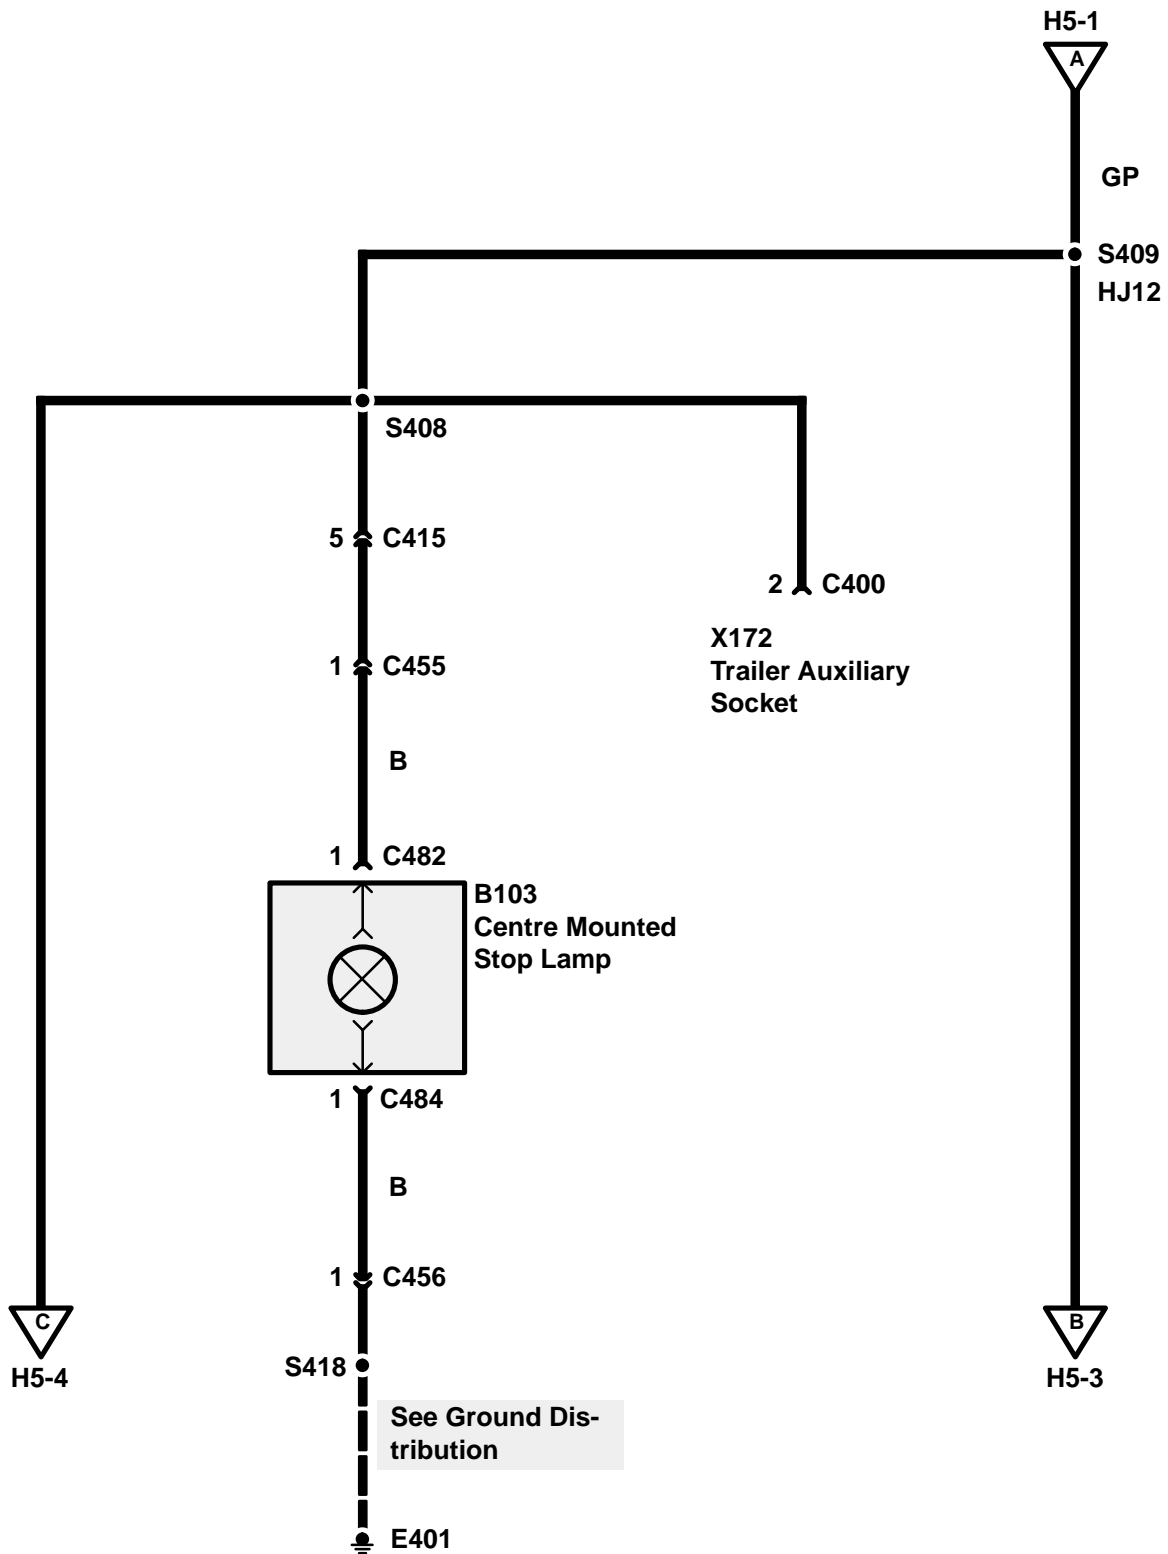 H5-1
A
GP
S409
HJ12
S408
5 C415
2 C400
X172
Trailer Auxiliary
Socket
1 C455
B
1 C482
B103
Centre Mounted
Stop Lamp
1 C484
B
1 C456
C
H5-4
B
H5-3
S418
See Ground Dis-
tribution
E401